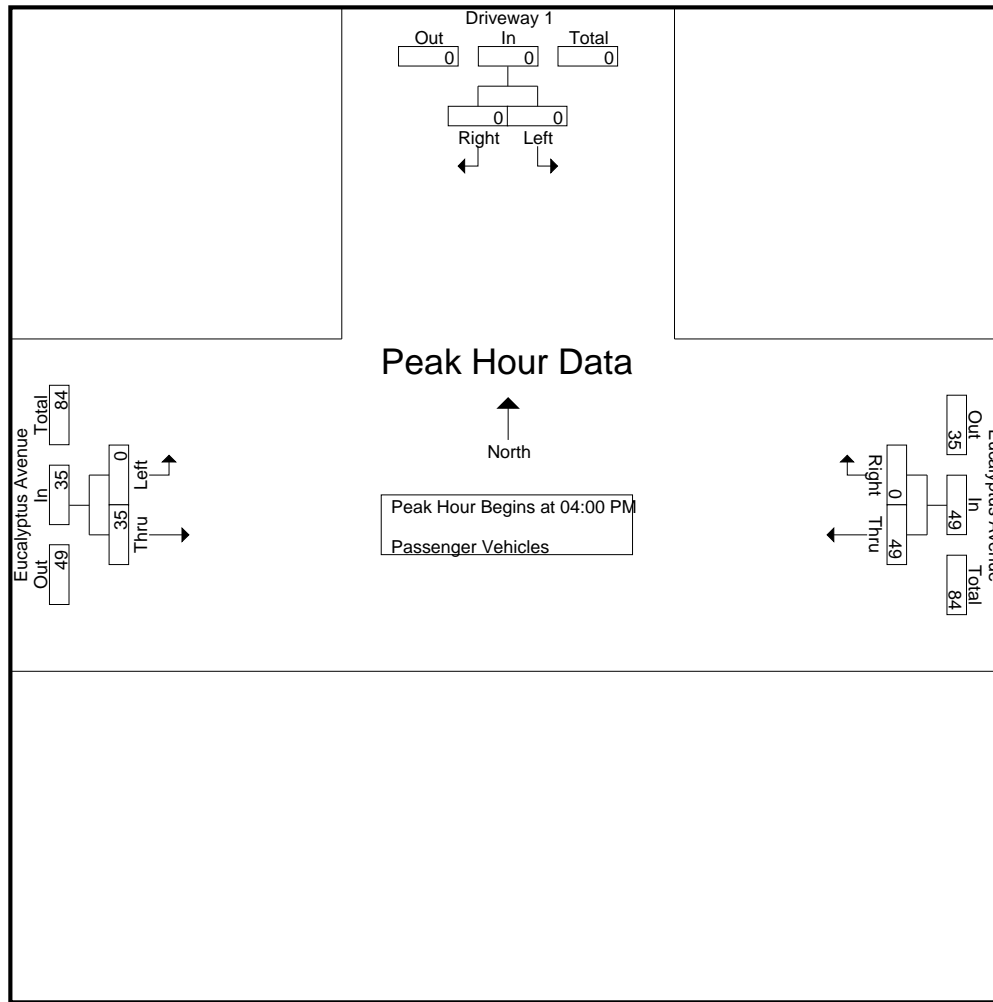 Driveway 1
Out In Total
0 0 0
0 0
Right Left
Peak Hour Data
North
Peak Hour Begins at 04:00 PM
Passenger Vehicles
Eucalyptus Avenue
Out In Total
49 35 84
35 0
Thru Left
Eucalyptus Avenue
Out In Total
35 49 84
0 49
Right Thru